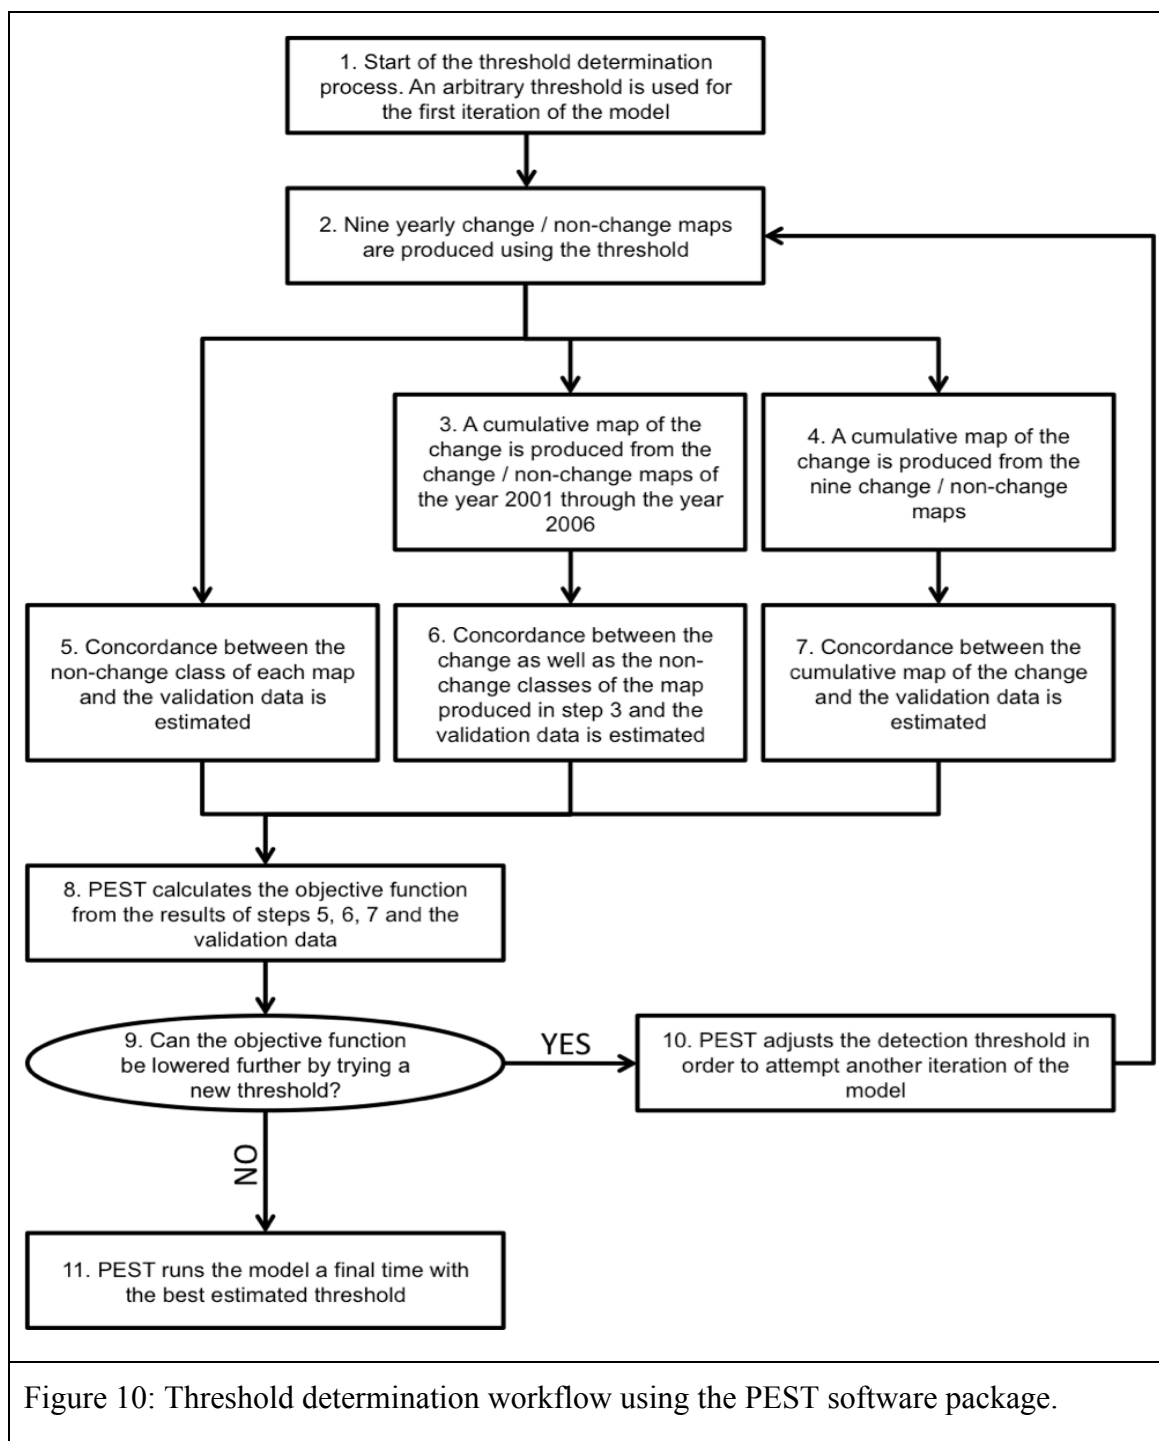 1. Start of the threshold determination
process. An arbitrary threshold is used for
the first iteration of the model
2. Nine yearly change / non-change maps
are produced using the threshold
3. A cumulative map of the
change is produced from the
change / non-change maps of
the year 2001 through the year
2006
4. A cumulative map of the
change is produced from the
nine change / non-change
maps
5. Concordance between the
non-change class of each map
and the validation data is
estimated
6. Concordance between the
change as well as the non-
change classes of the map
produced in step 3 and the
validation data is estimated
7. Concordance between the
cumulative map of the change
and the validation data is
estimated
8. PEST calculates the objective function
from the results of steps 5, 6, 7 and the
validation data
9. Can the objective function
be lowered further by trying a
new threshold?
YES
10. PEST adjusts the detection threshold in
order to attempt another iteration of the
model
NO
11. PEST runs the model a final time with
the best estimated threshold
Figure 10: Threshold determination workflow using the PEST software package.